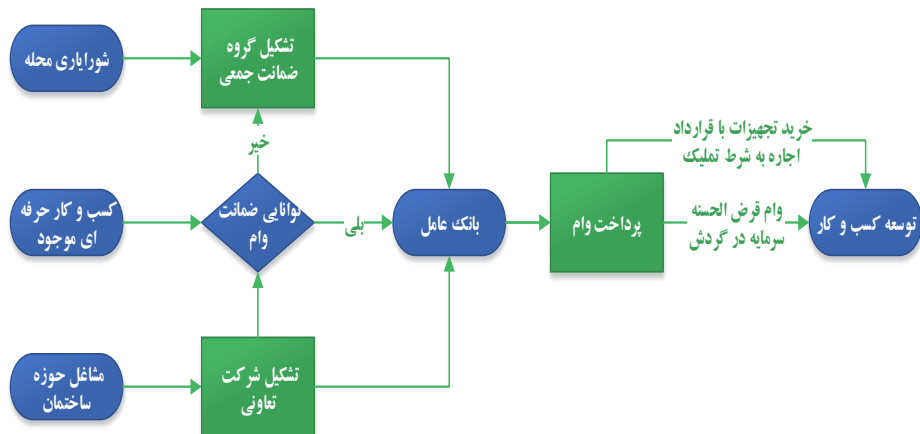 شورایاری محله
تشکیل گروه
ضمانت جمعی
خیر
کسب و کار حرفه
ای موجود
توانایی ضمانت
وام
بلی
بانک عامل
پرداخت وام
خرید تجهیزات با قرارداد
اجاره به شرط تملیک
وام قرض الحسنه
سرمایه در گردش
توسعه کسب و کار
مشاغل حوزه
ساختمان
تشکیل شرکت
تعاونی